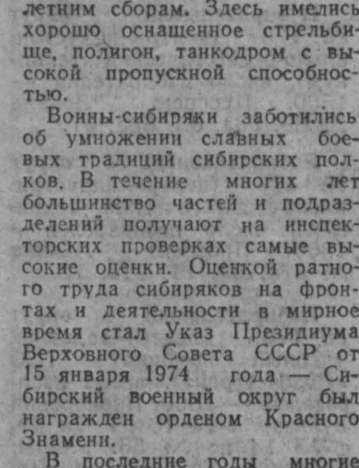 летним сборам. Здесь имелись
хорошо оснащенное стрельби-
ще, полигон, танкодром с вы-
сокой пропускной способнос-
тью.
Воины-сибиряки заботились
об умножении славных бое-
вых традиций сибирских пол-
ков. В течение многих лет
большинство частей и подраз-
делений получают на инспек-
торских проверках самые вы-
сокие оценки. Оценкой ратно-
го труда сибиряков на фрон-
тах и деятельности в мирное
время стал Указ Президиума
Верховного Совета СССР от
15 января 1974 года — Си-
бирский военный округ был
награжден орденом Красного
Знамени.
В последние годы многие